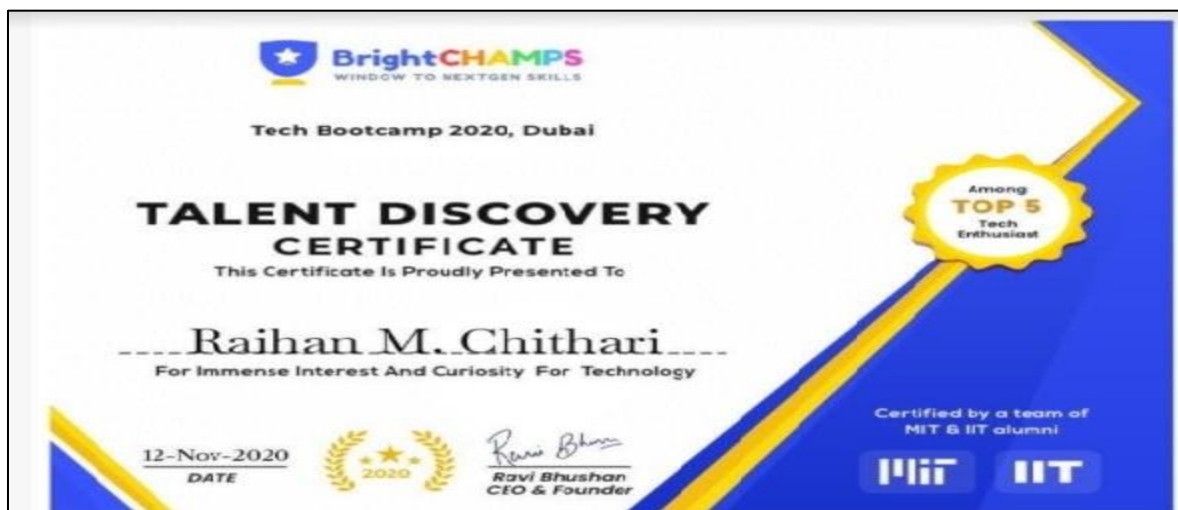 BrightCHAMPS
WINDOW TO NEXTGEN SKILLS
Tech Bootcamp 2020, Dubai
TALENT DISCOVERY
CERTIFICATE
This Certificate Is Proudly Presented To
Raihan M. Chithari
For Immense Interest And Curiosity For Technology
12-Nov-2020
DATE
2020
Ravi Bhushan
Ravi Bhushan
CEO & Founder
Among
TOP 5
Tech
Enthusiast
Certified by a team of
MIT & IIT alumni
MiT
IIT